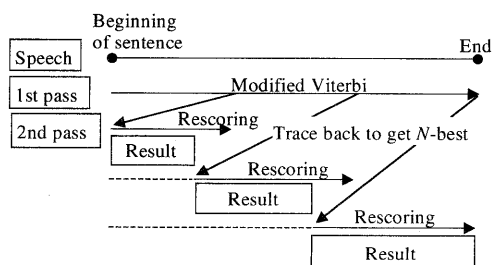 Beginning
of sentence
End
Speech
1st pass
Modified Viterbi
2nd pass
Rescoring
Trace back to get N-best
Result
Rescoring
Result
Rescoring
Result